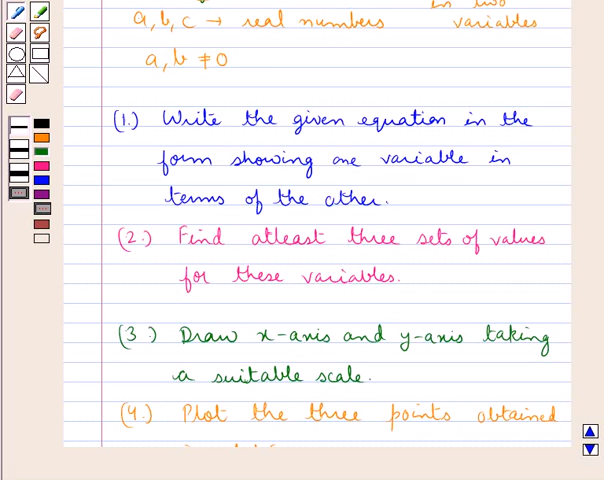 in two
a, b, c → real numbers variables
a, b ≠ 0
(1.) Write the given equation in the
form showing one variable in
terms of the other.
(2.) Find atleast three sets of values
for these variables.
(3.) Draw x-axis and y-axis taking
a suitable scale.
(4.) Plot the three points obtained